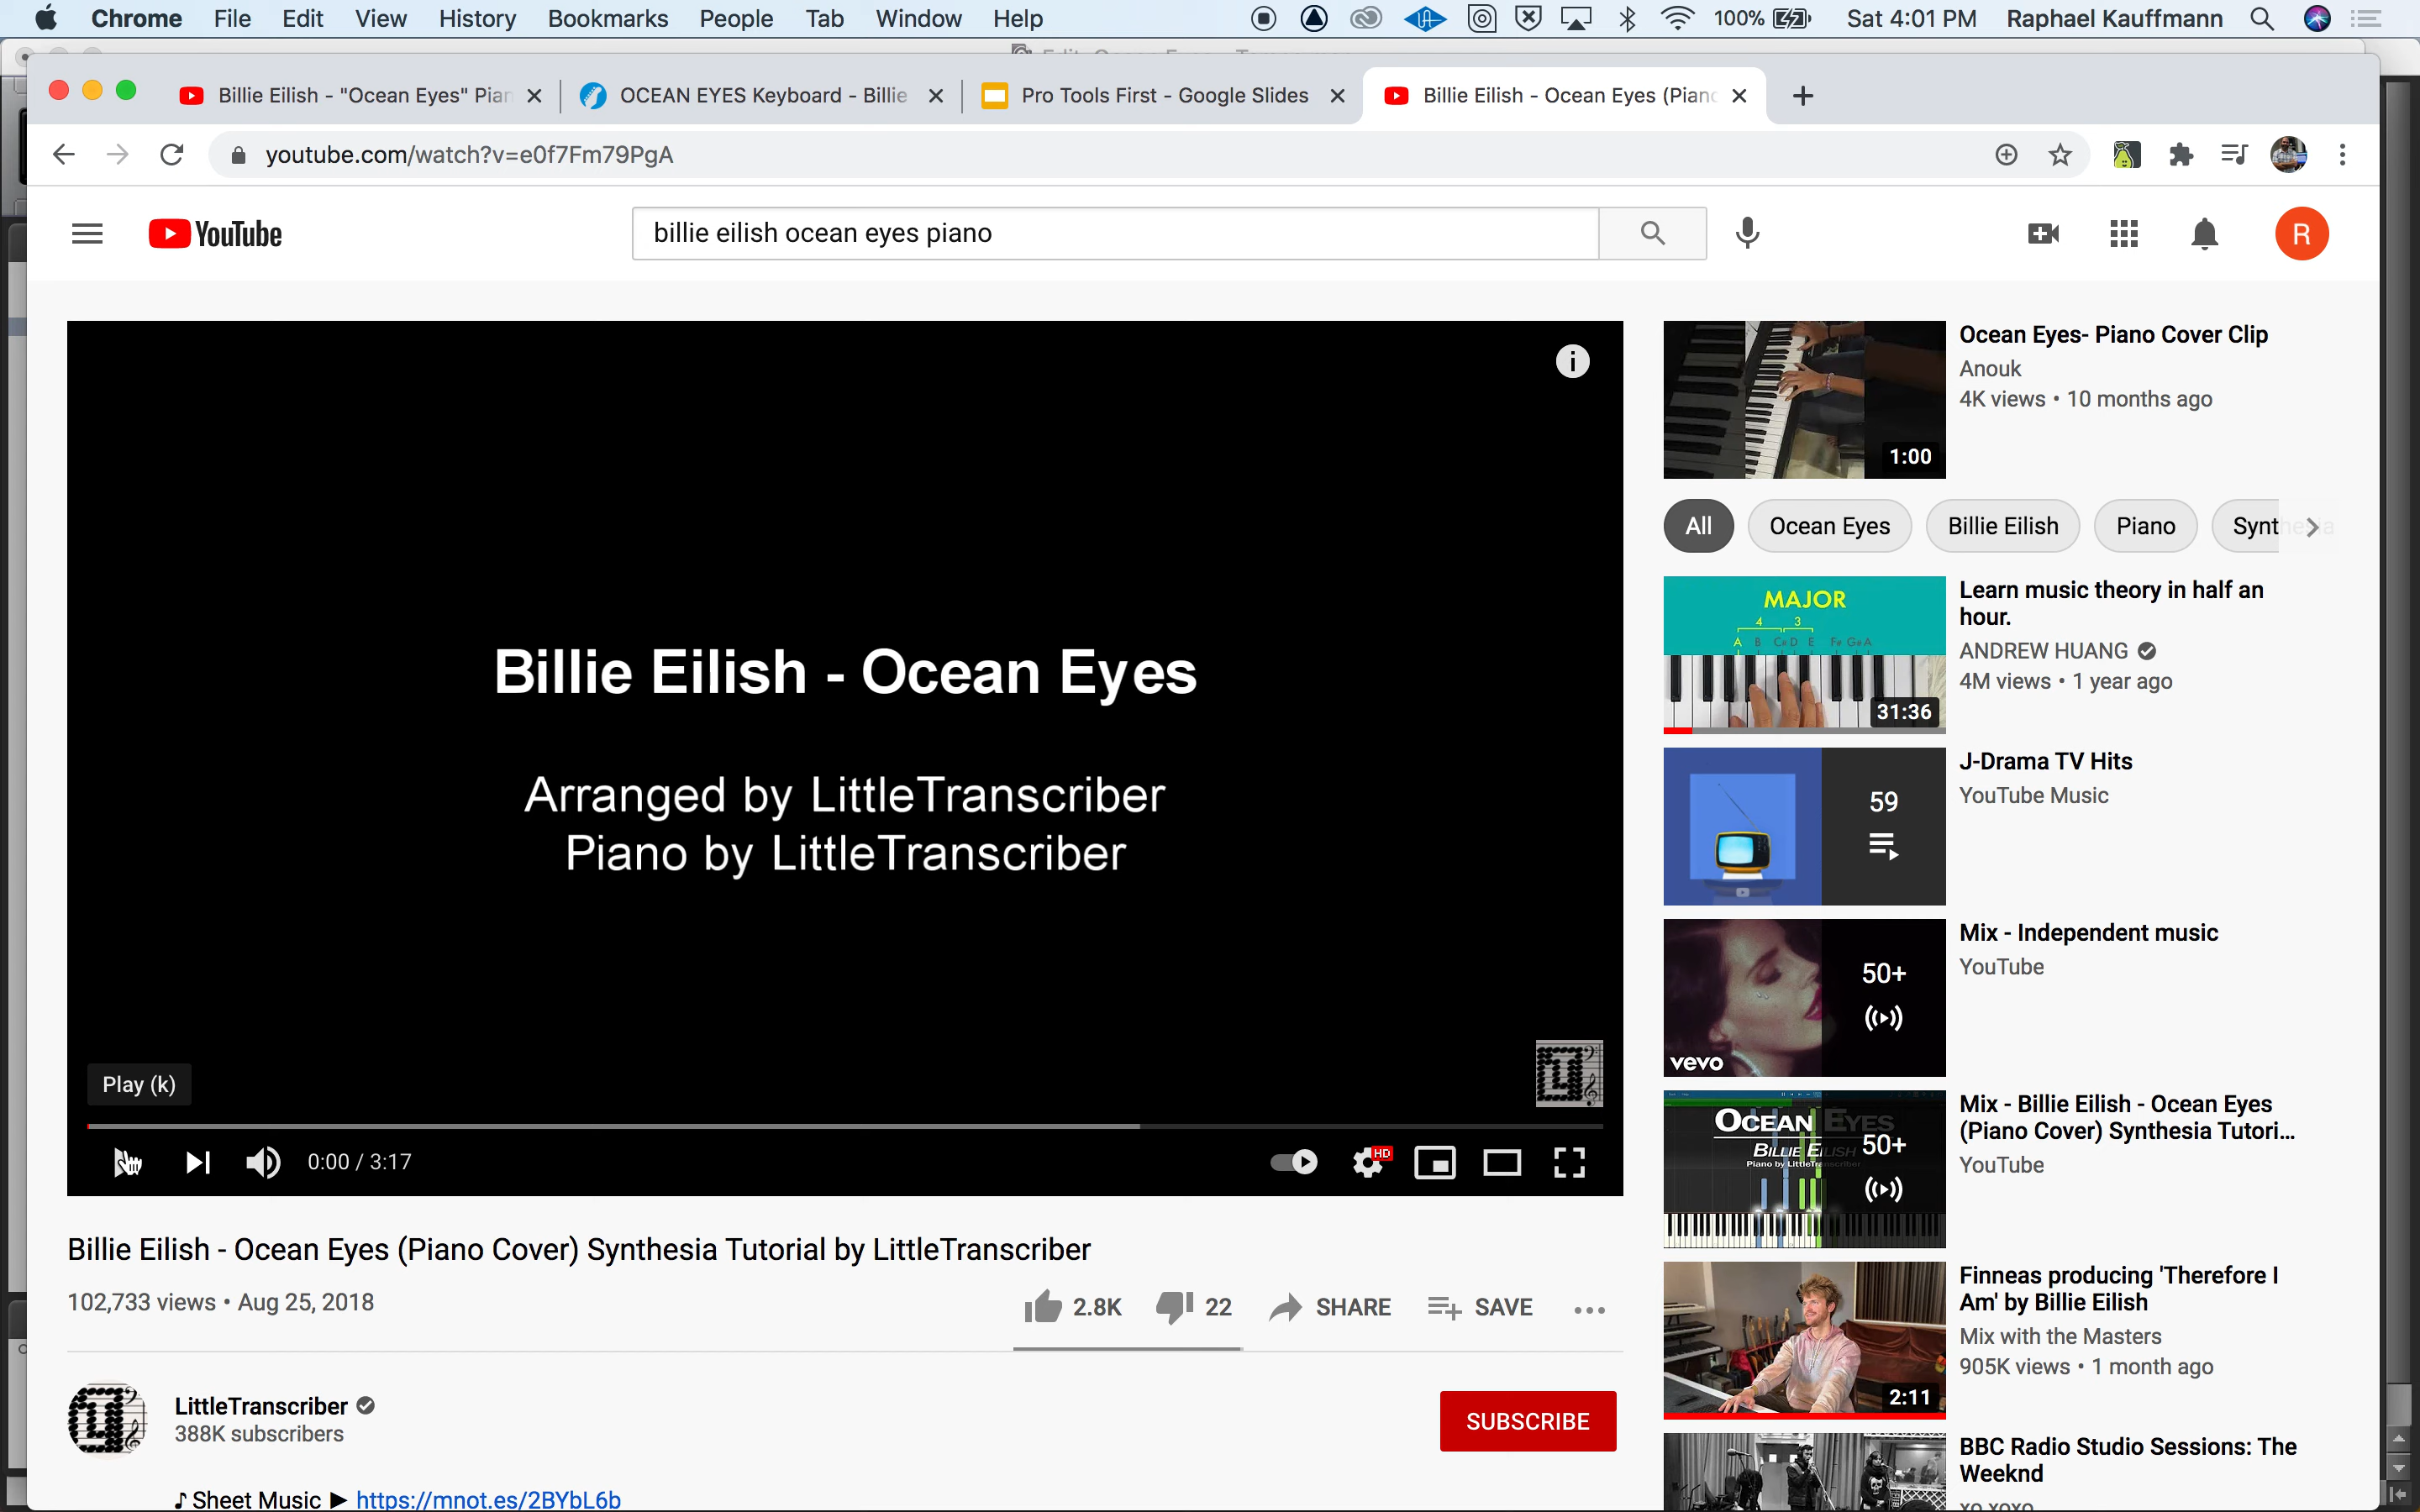 Chrome File Edit View History Bookmarks People Tab Window Help 100% Sat 4:01 PM Raphael Kauffmann
Billie Eilish - "Ocean Eyes" Pian
OCEAN EYES Keyboard - Billie
Pro Tools First - Google Slides
Billie Eilish - Ocean Eyes (Piano
youtube.com/watch?v=e0f7Fm79PgA
YouTube
billie eilish ocean eyes piano
R
i
Billie Eilish - Ocean Eyes
Arranged by LittleTranscriber
Piano by LittleTranscriber
Play (k)
0:00 / 3:17
HD
Billie Eilish - Ocean Eyes (Piano Cover) Synthesia Tutorial by LittleTranscriber
102,733 views • Aug 25, 2018
2.8K 22 SHARE SAVE
LittleTranscriber
388K subscribers
SUBSCRIBE
♪ Sheet Music ► https://mnot.es/2BYbL6b
1:00
Ocean Eyes- Piano Cover Clip
Anouk
4K views • 10 months ago
All Ocean Eyes Billie Eilish Piano Synthesia
MAJOR
4 3
A B C# D E F# G# A
31:36
Learn music theory in half an
hour.
ANDREW HUANG
4M views • 1 year ago
59
J-Drama TV Hits
YouTube Music
vevo
50+
Mix - Independent music
YouTube
OCEAN EYES
BILLIE EILISH
50+
Mix - Billie Eilish - Ocean Eyes
(Piano Cover) Synthesia Tutori...
YouTube
2:11
Finneas producing 'Therefore I
Am' by Billie Eilish
Mix with the Masters
905K views • 1 month ago
BBC Radio Studio Sessions: The
Weeknd